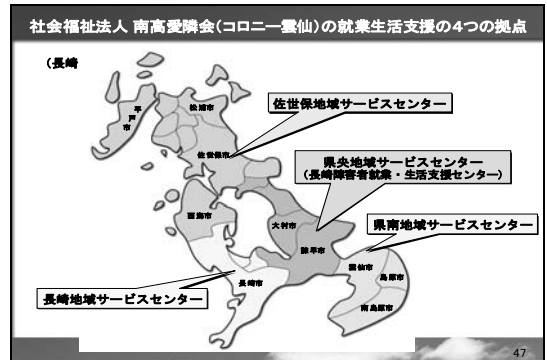 社会福祉法人 南高愛隣会(コロニー雲仙)の就業生活支援の４つの拠点
(長崎
平戸市
松浦市
佐世保地域サービスセンター
佐世保市
県央地域サービスセンター
(長崎障害者就業・生活支援センター)
西海市
大村市
県南地域サービスセンター
諫早市
雲仙市
島原市
長崎地域サービスセンター
長崎市
南島原市
47